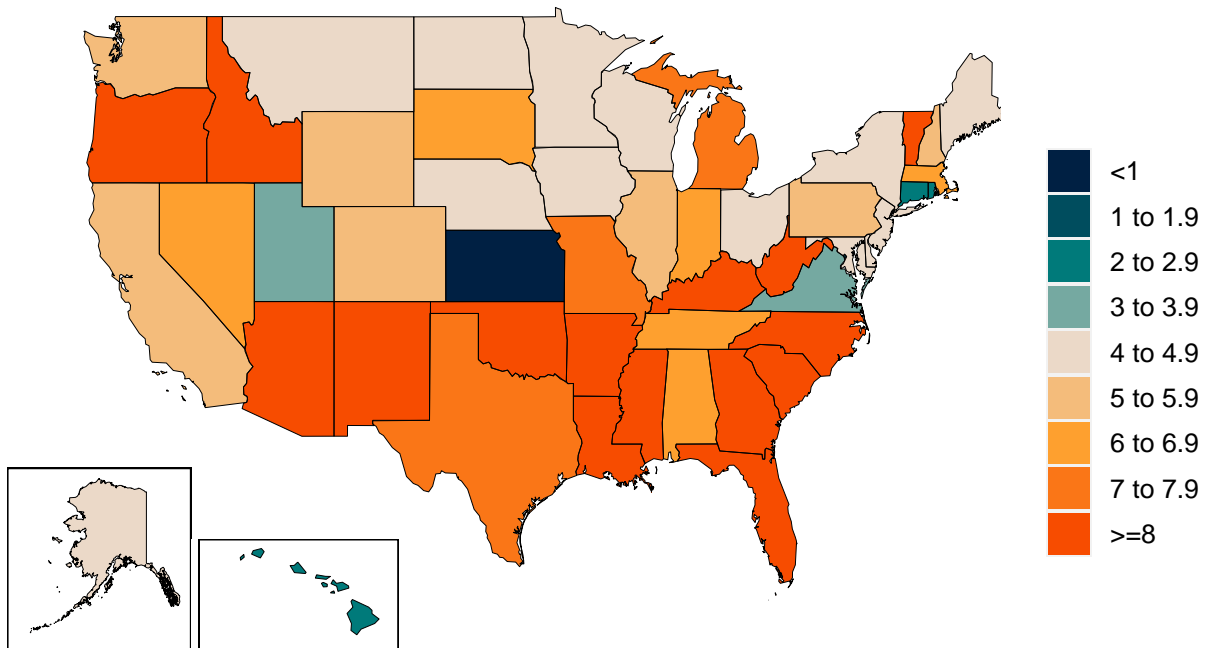 <1
1 to 1.9
2 to 2.9
3 to 3.9
4 to 4.9
5 to 5.9
6 to 6.9
7 to 7.9
>=8